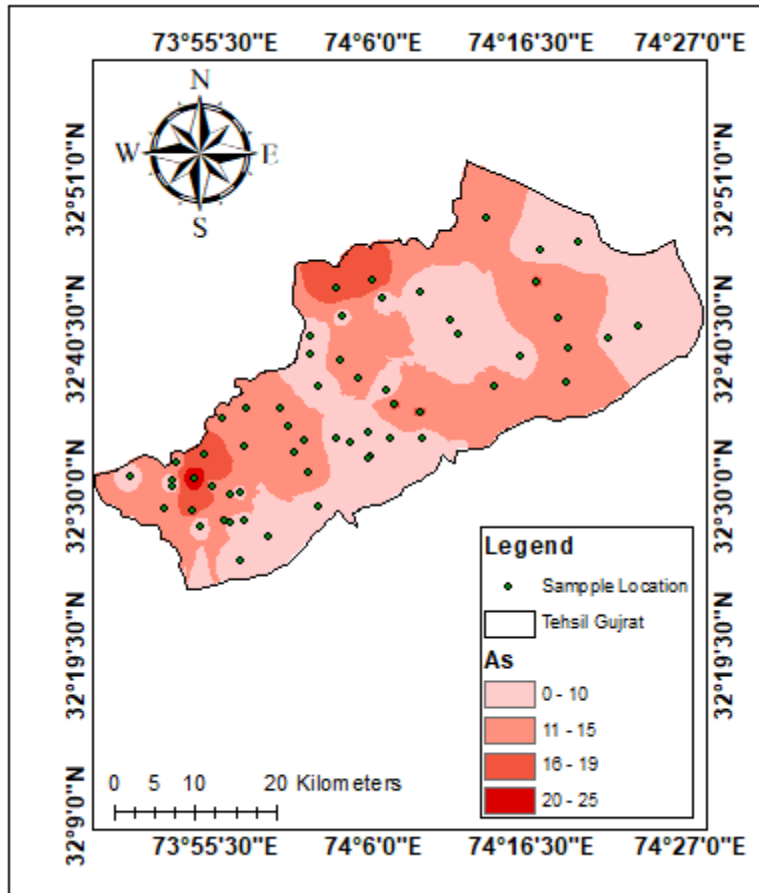 73°55'30"E 74°6'0"E 74°16'30"E 74°27'0"E
N
W E
S
32°51'0"N 32°51'0"N
32°40'30"N 32°40'30"N
32°30'0"N 32°30'0"N
32°19'30"N 32°19'30"N
32°9'0"N 32°9'0"N
Legend
Sampple Location
Tehsil Gujrat
As
0 - 10
11 - 15
16 - 19
20 - 25
0 5 10 20 Kilometers
73°55'30"E 74°6'0"E 74°16'30"E 74°27'0"E